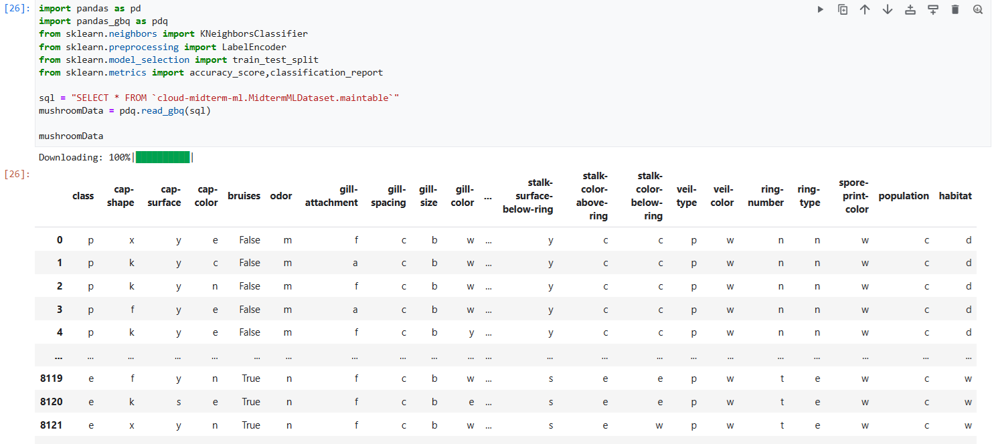 [26]:
import pandas as pd
import pandas_gbq as pdq
from sklearn.neighbors import KNeighborsClassifier
from sklearn.preprocessing import LabelEncoder
from sklearn.model_selection import train_test_split
from sklearn.metrics import accuracy_score,classification_report
sql = "SELECT * FROM `cloud-midterm-ml.MidtermMLDataset.maintable`"
mushroomData = pdq.read_gbq(sql)
mushroomData
Downloading: 100%||
[26]:
class cap-shape cap-surface cap-color bruises odor gill-attachment gill-spacing gill-size gill-color ... stalk-surface-below-ring stalk-color-above-ring stalk-color-below-ring veil-type veil-color ring-number ring-type spore-print-color population habitat
0 p x y e False m f c b w ... y c c p w n n w c d
1 p k y c False m a c b w ... y c c p w n n w c d
2 p k y n False m f c b w ... y c c p w n n w c d
3 p f y e False m a c b w ... y c c p w n n w c d
4 p k y e False m f c b y ... y c c p w n n w c d
... ... ... ... ... ... ... ... ... ... ... ... ... ... ... ... ... ... ... ... ... ...
8119 e f y n True n f c b w ... s e e p w t e w c w
8120 e k s e True n f c b e ... s e e p w t e w c w
8121 e x y n True n f c b w ... s e w p w t e w c w